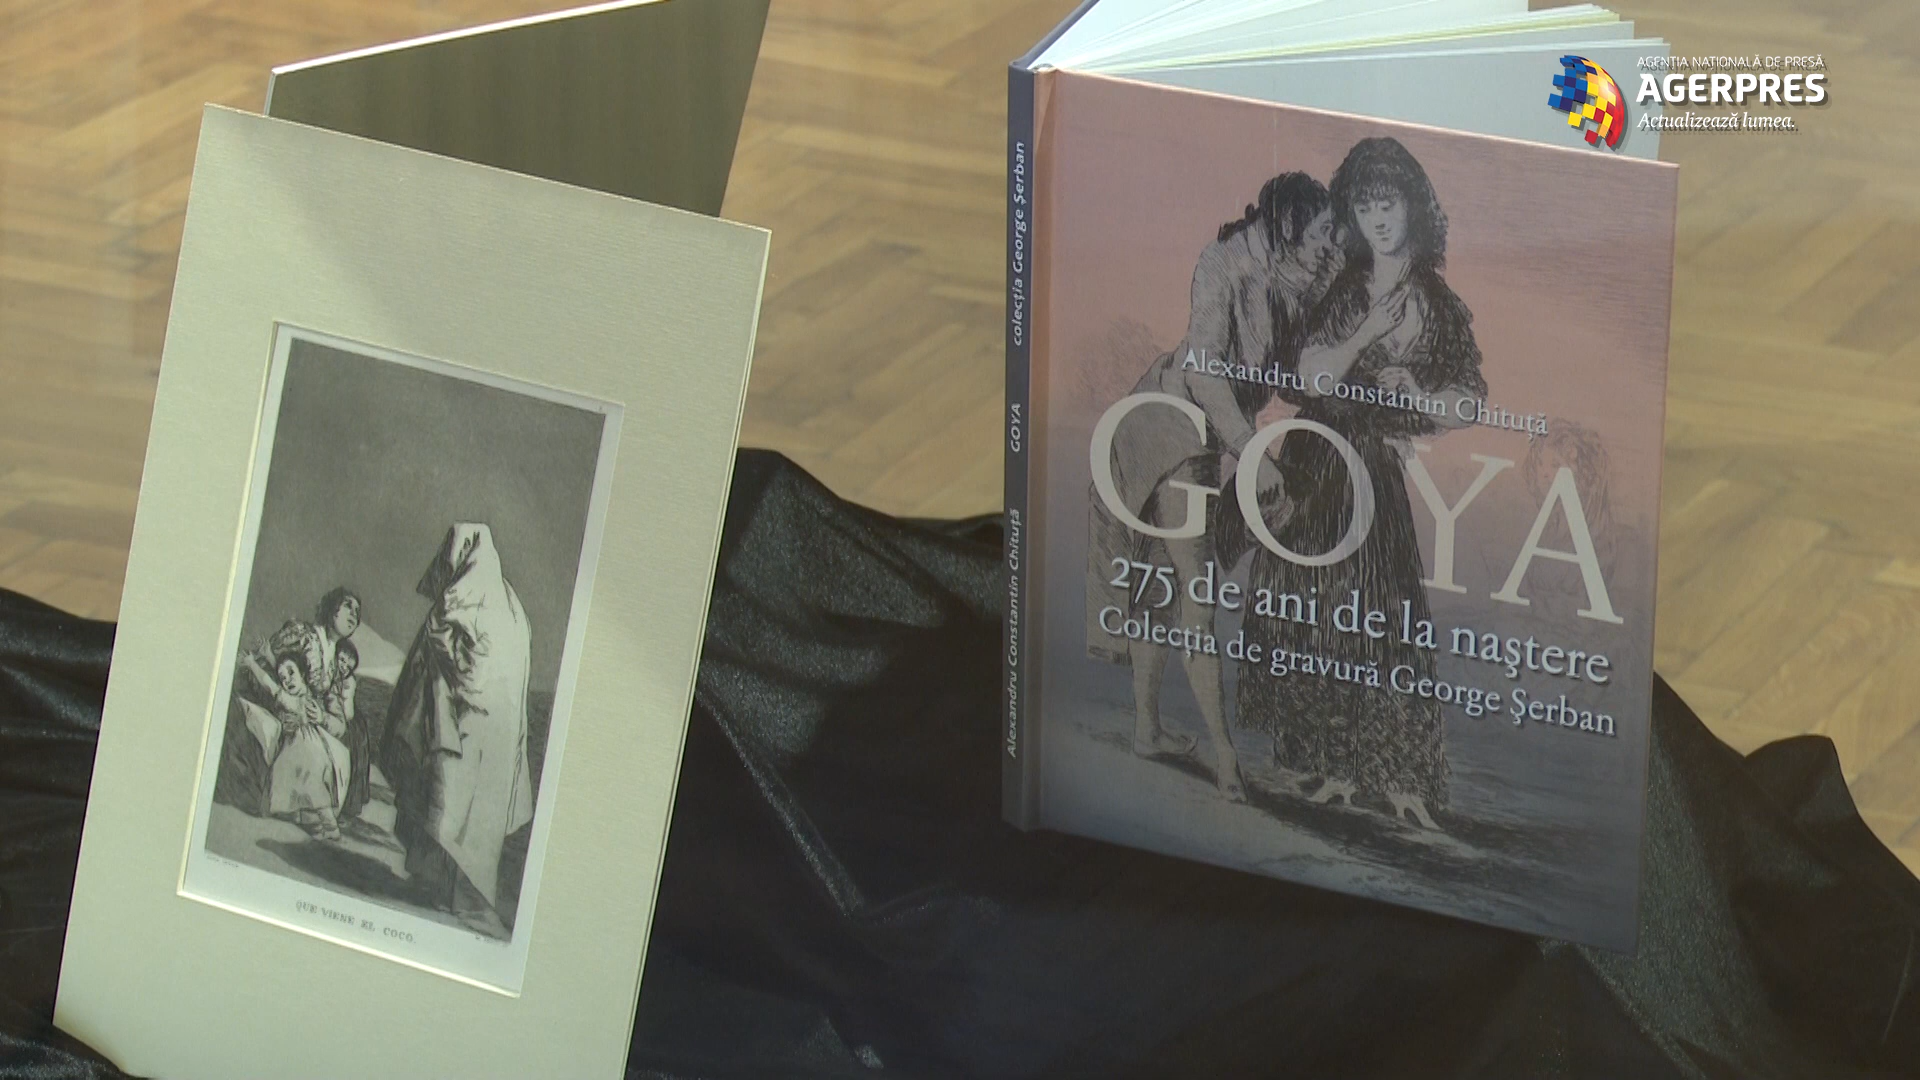 AGENȚIA NAȚIONALĂ DE PRESĂ
AGERPRES
Actualizează lumea.
QUE VIENE EL COCO.
Alexandru Constantin Chituță
GOYA
colecția George Șerban
Alexandru Constantin Chituță
GOYA
275 de ani de la naștere
Colecția de gravură George Șerban